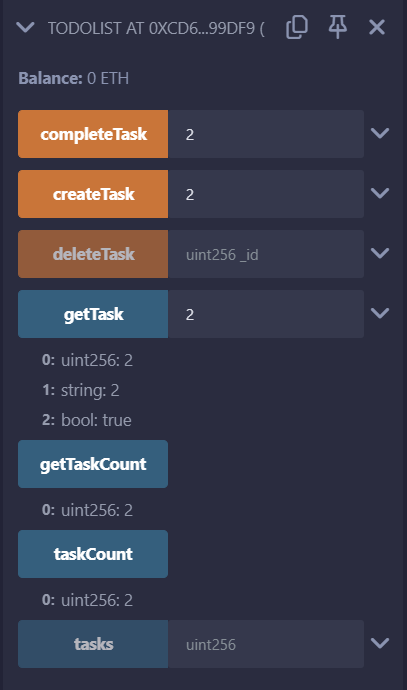 TODOLIST AT 0XCD6...99DF9 (
Balance: 0 ETH
completeTask 2
createTask 2
deleteTask uint256 _id
getTask 2
0: uint256: 2
1: string: 2
2: bool: true
getTaskCount
0: uint256: 2
taskCount
0: uint256: 2
tasks uint256